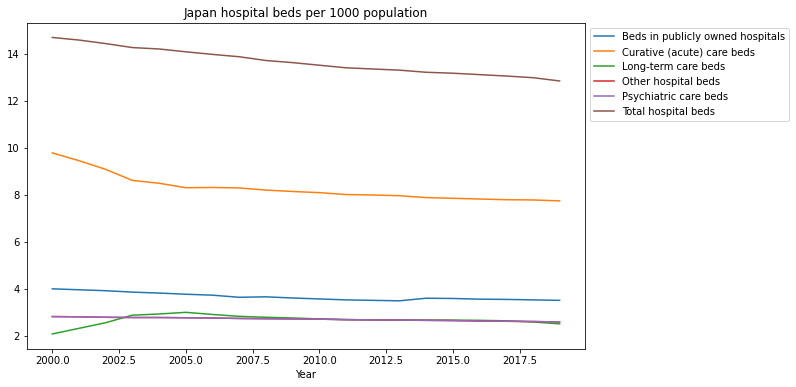 Japan hospital beds per 1000 population
14
12
10
8
6
4
2
2000.0 2002.5 2005.0 2007.5 2010.0 2012.5 2015.0 2017.5
Year
Beds in publicly owned hospitals
Curative (acute) care beds
Long-term care beds
Other hospital beds
Psychiatric care beds
Total hospital beds